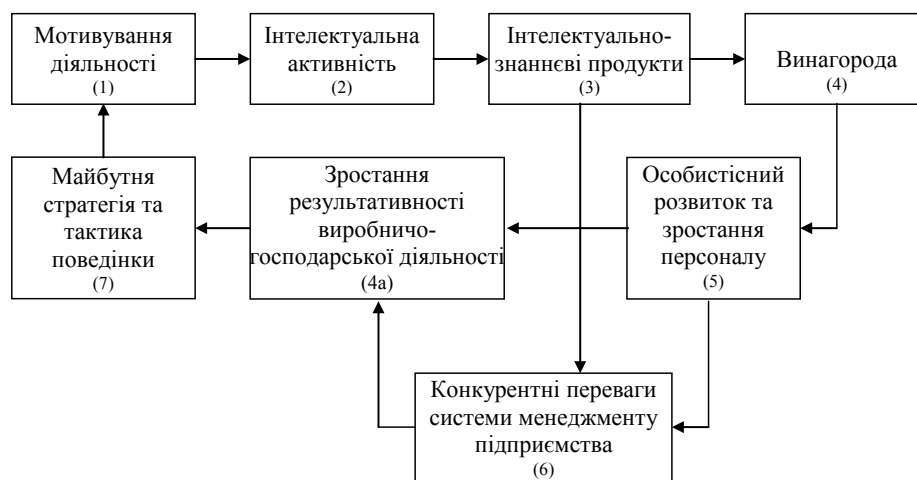 Мотивування
діяльності
(1)
Інтелектуальна
активність
(2)
Інтелектуально-
знаннєві продукти
(3)
Винагорода
(4)
Майбутня
стратегія та
тактика
поведінки
(7)
Зростання
результативності
виробничо-
господарської діяльності
(4а)
Особистісний
розвиток та
зростання
персоналу
(5)
Конкурентні переваги
системи менеджменту
підприємства
(6)